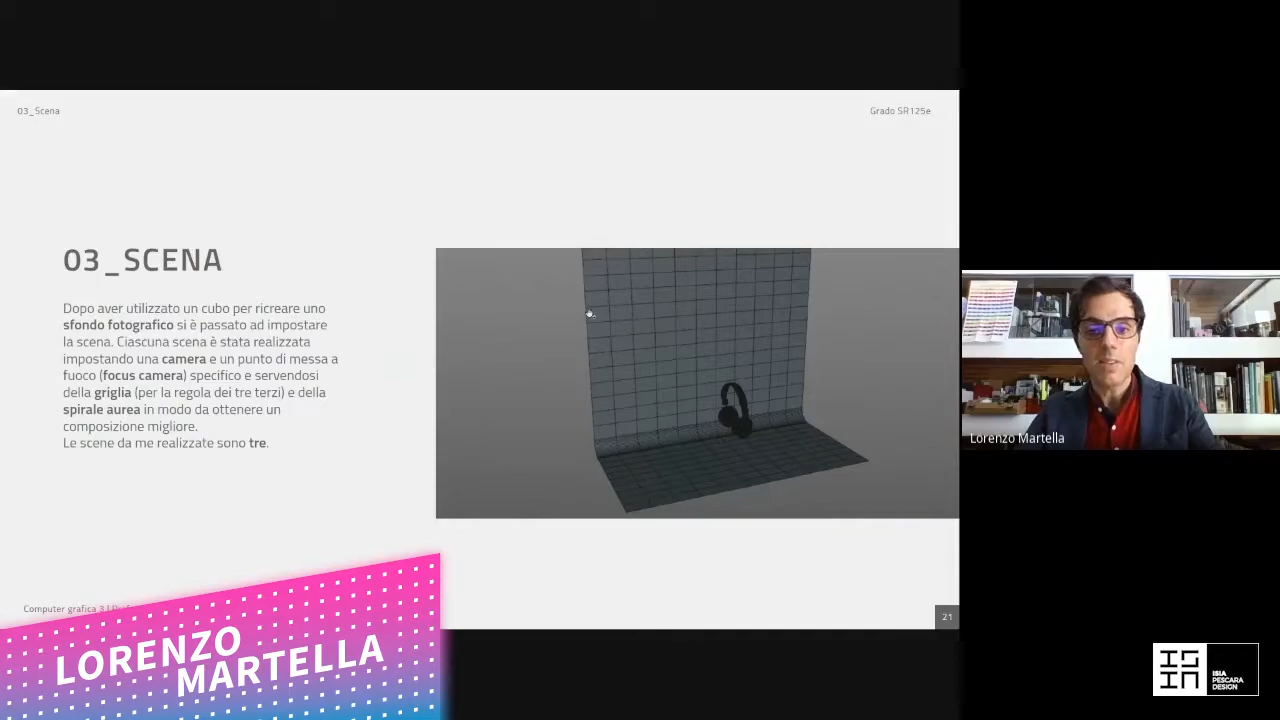 03_Scena
Grado SR125e
03_SCENA
Dopo aver utilizzato un cubo per ricreare uno
sfondo fotografico si è passato ad impostare
la scena. Ciascuna scena è stata realizzata
impostando una camera e un punto di messa a
fuoco (focus camera) specifico e servendosi
della griglia (per la regola dei tre terzi) e della
spirale aurea in modo da ottenere un
composizione migliore.
Le scene da me realizzate sono tre.
Lorenzo Martella
Computer grafica 3
21
LORENZO
MARTELLA
ISIA
PESCARA
DESIGN